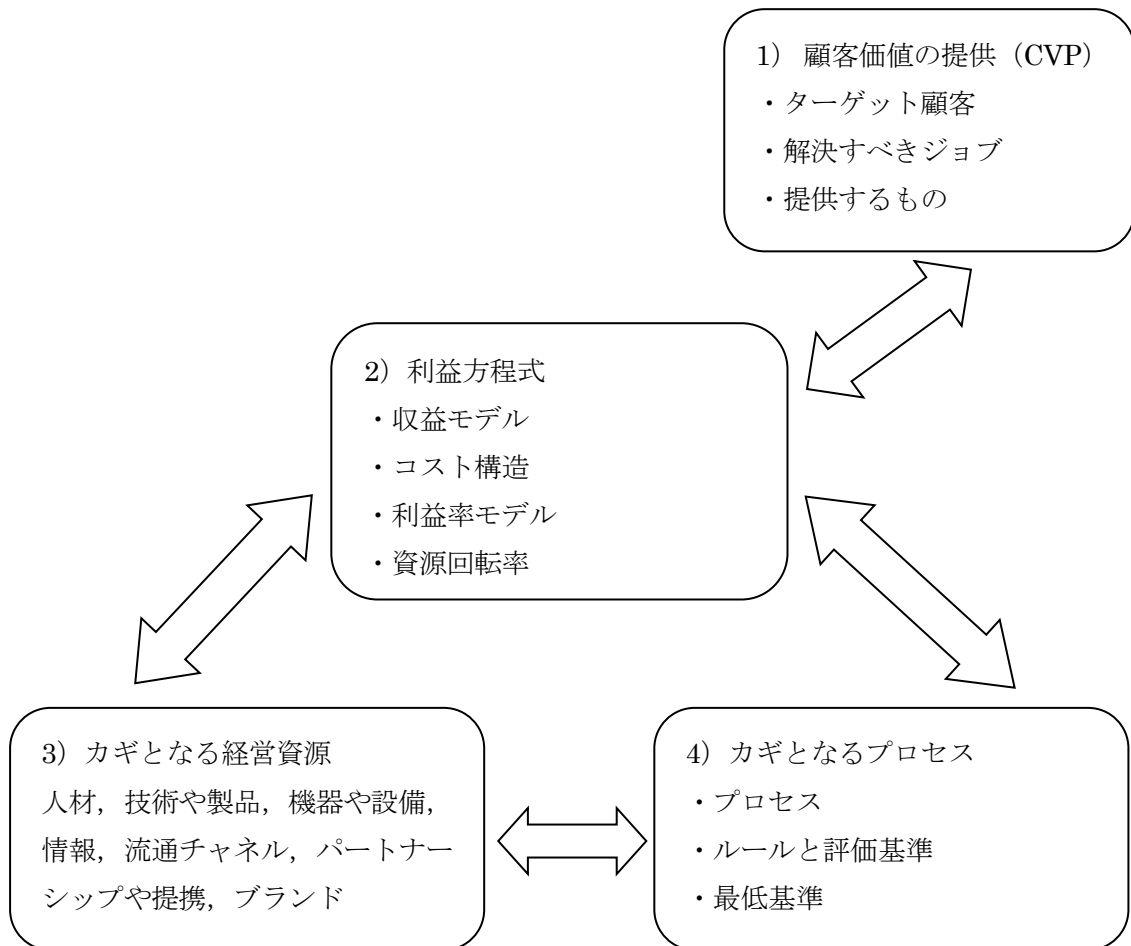 1） 顧客価値の提供（CVP）
・ターゲット顧客
・解決すべきジョブ
・提供するもの
2）利益方程式
・収益モデル
・コスト構造
・利益率モデル
・資源回転率
3）カギとなる経営資源
人材，技術や製品，機器や設備，
情報，流通チャネル，パートナー
シップや提携，ブランド
4）カギとなるプロセス
・プロセス
・ルールと評価基準
・最低基準